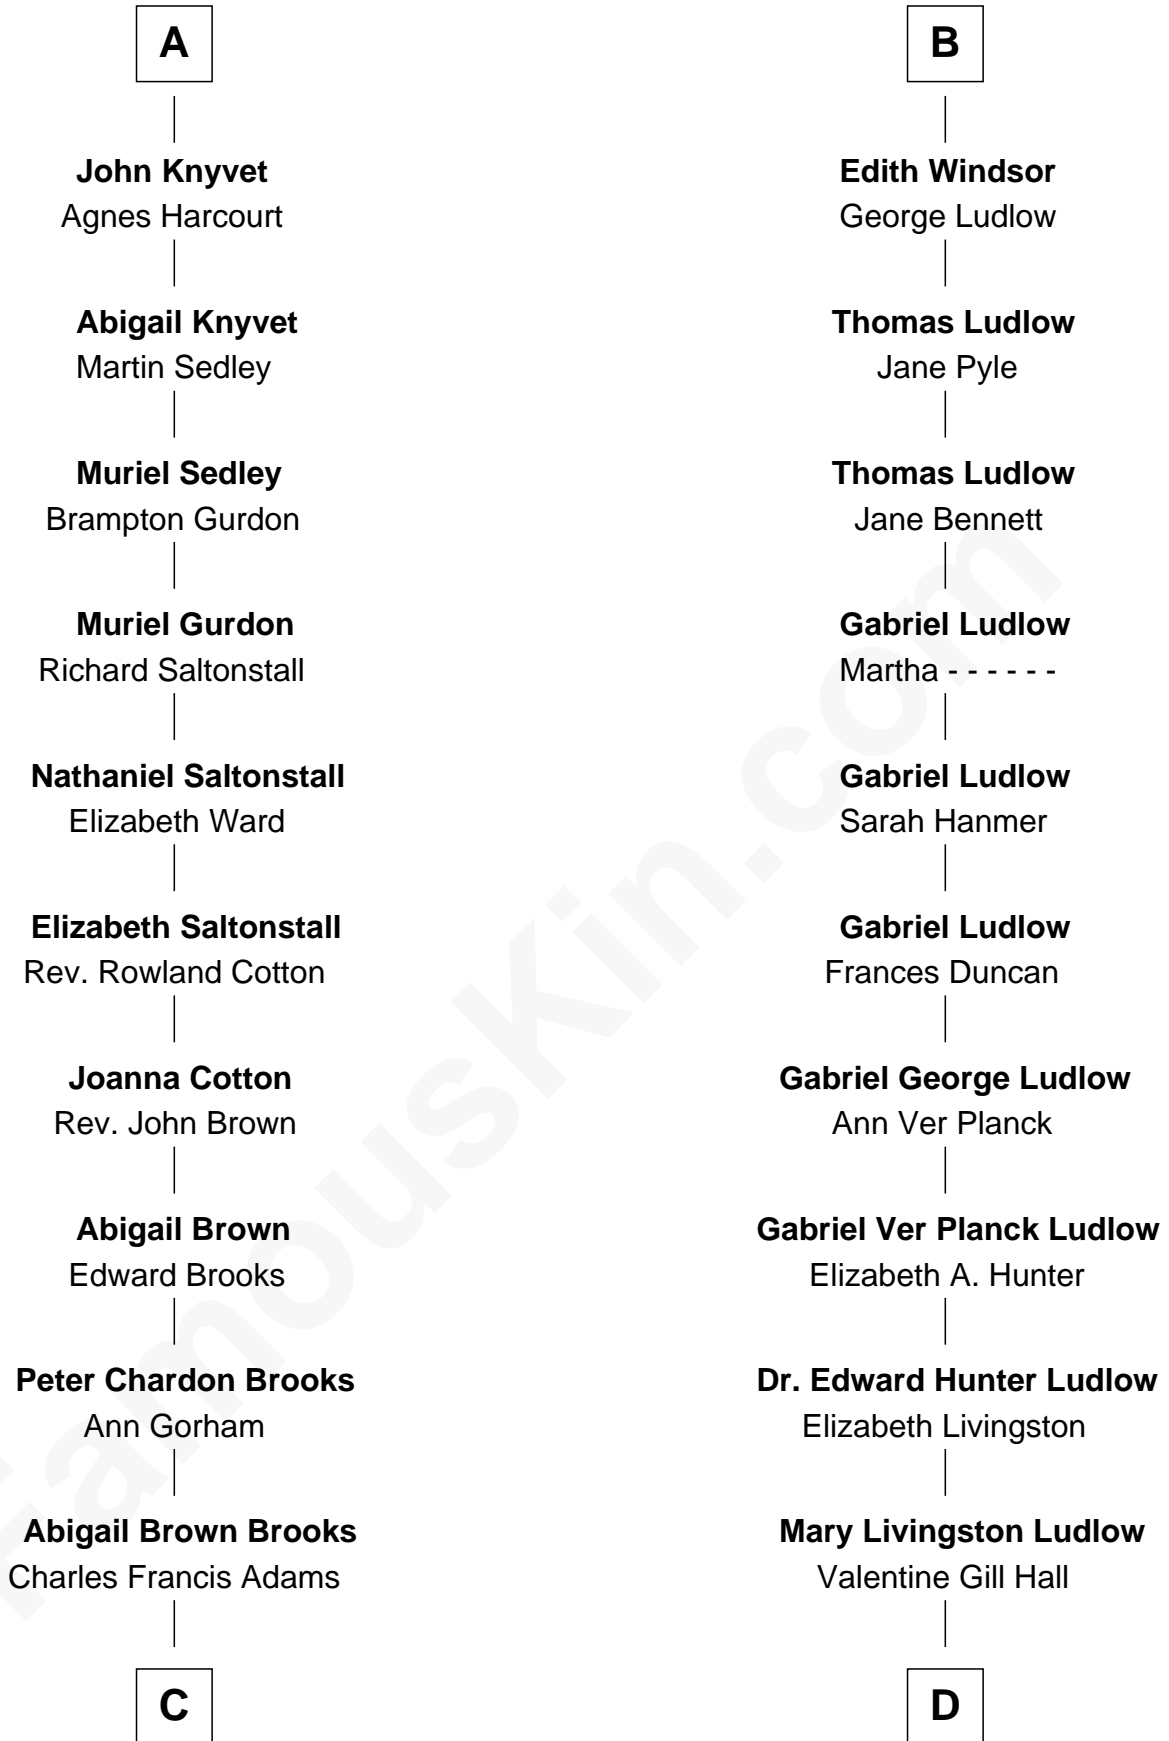 A
John Knyvet
Agnes Harcourt
Abigail Knyvet
Martin Sedley
Muriel Sedley
Brampton Gurdon
Muriel Gurdon
Richard Saltonstall
Nathaniel Saltonstall
Elizabeth Ward
Elizabeth Saltonstall
Rev. Rowland Cotton
Joanna Cotton
Rev. John Brown
Abigail Brown
Edward Brooks
Peter Chardon Brooks
Ann Gorham
Abigail Brown Brooks
Charles Francis Adams
C
B
Edith Windsor
George Ludlow
Thomas Ludlow
Jane Pyle
Thomas Ludlow
Jane Bennett
Gabriel Ludlow
Martha - - - - - -
Gabriel Ludlow
Sarah Hanmer
Gabriel Ludlow
Frances Duncan
Gabriel George Ludlow
Ann Ver Planck
Gabriel Ver Planck Ludlow
Elizabeth A. Hunter
Dr. Edward Hunter Ludlow
Elizabeth Livingston
Mary Livingston Ludlow
Valentine Gill Hall
D
FamousKin.com